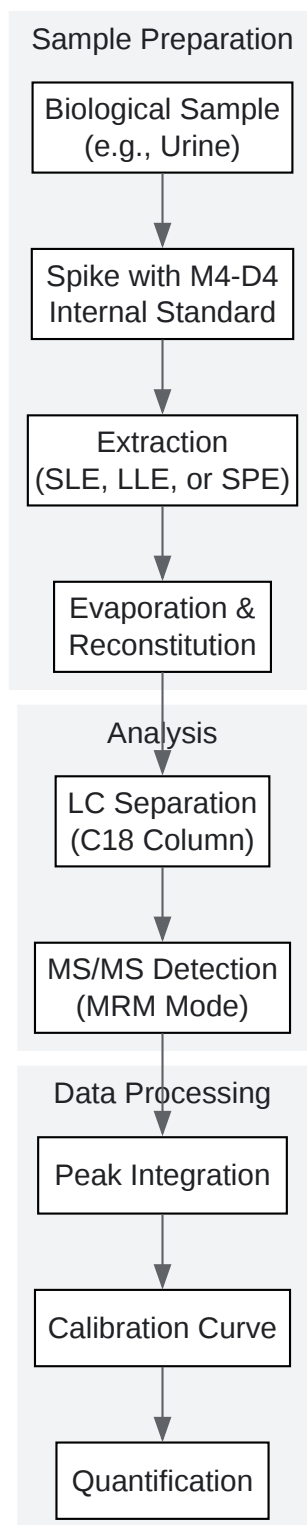 Sample Preparation
Biological Sample
(e.g., Urine)
Spike with M4-D4
Internal Standard
Extraction
(SLE, LLE, or SPE)
Evaporation &
Reconstitution
Analysis
LC Separation
(C18 Column)
MS/MS Detection
(MRM Mode)
Data Processing
Peak Integration
Calibration Curve
Quantification